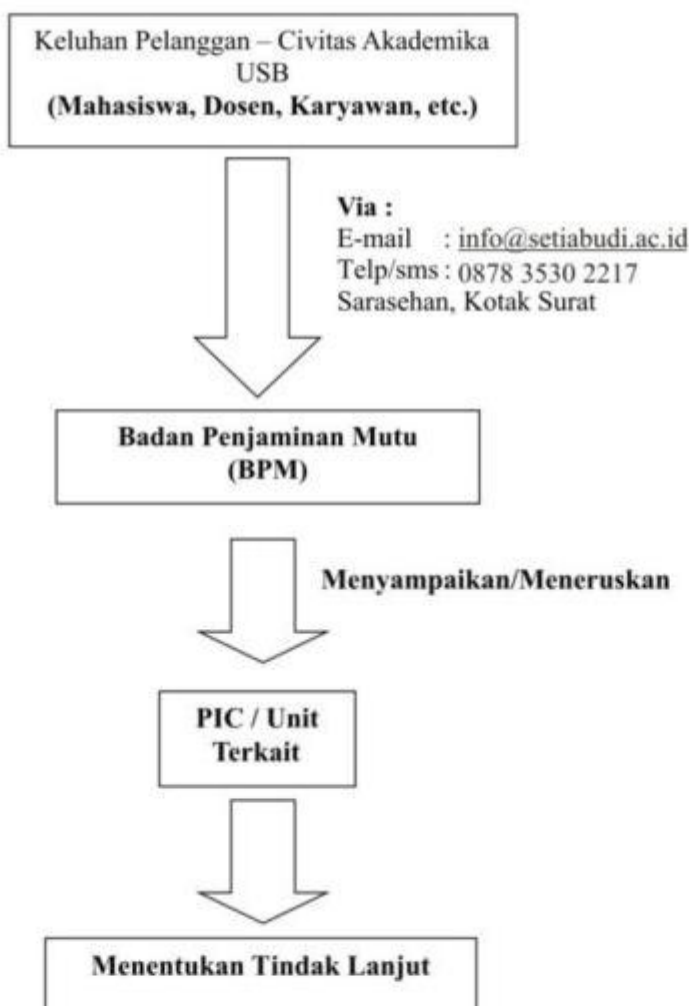 Keluhan Pelanggan – Civitas Akademika
USB
(Mahasiswa, Dosen, Karyawan, etc.)
Via :
E-mail : info@setiabudi.ac.id
Telp/sms : 0878 3530 2217
Sarasehan, Kotak Surat
Badan Penjaminan Mutu
(BPM)
Menyampaikan/Meneruskan
PIC / Unit
Terkait
Menentukan Tindak Lanjut